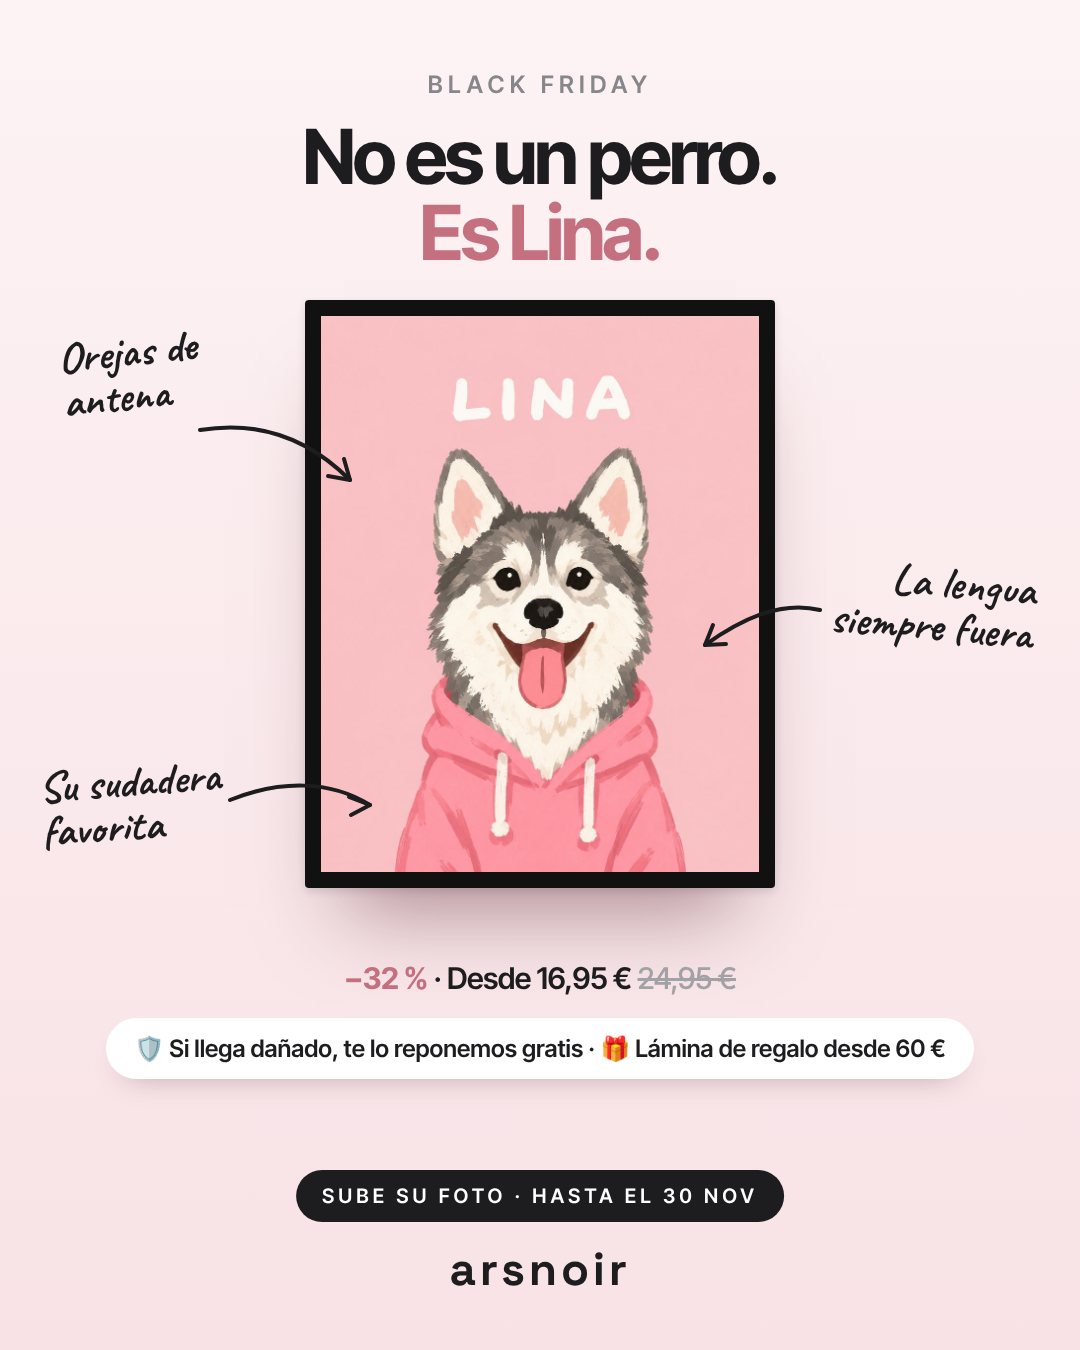 BLACK FRIDAY
No es un perro.
Es Lina.
Orejas de
antena
LINA
La lengua
siempre fuera
Su sudadera
favorita
−32 % · Desde 16,95 € 24,95 €
🛡️ Si llega dañado, te lo reponemos gratis · 🎁 Lámina de regalo desde 60 €
SUBE SU FOTO · HASTA EL 30 NOV
arsnoir